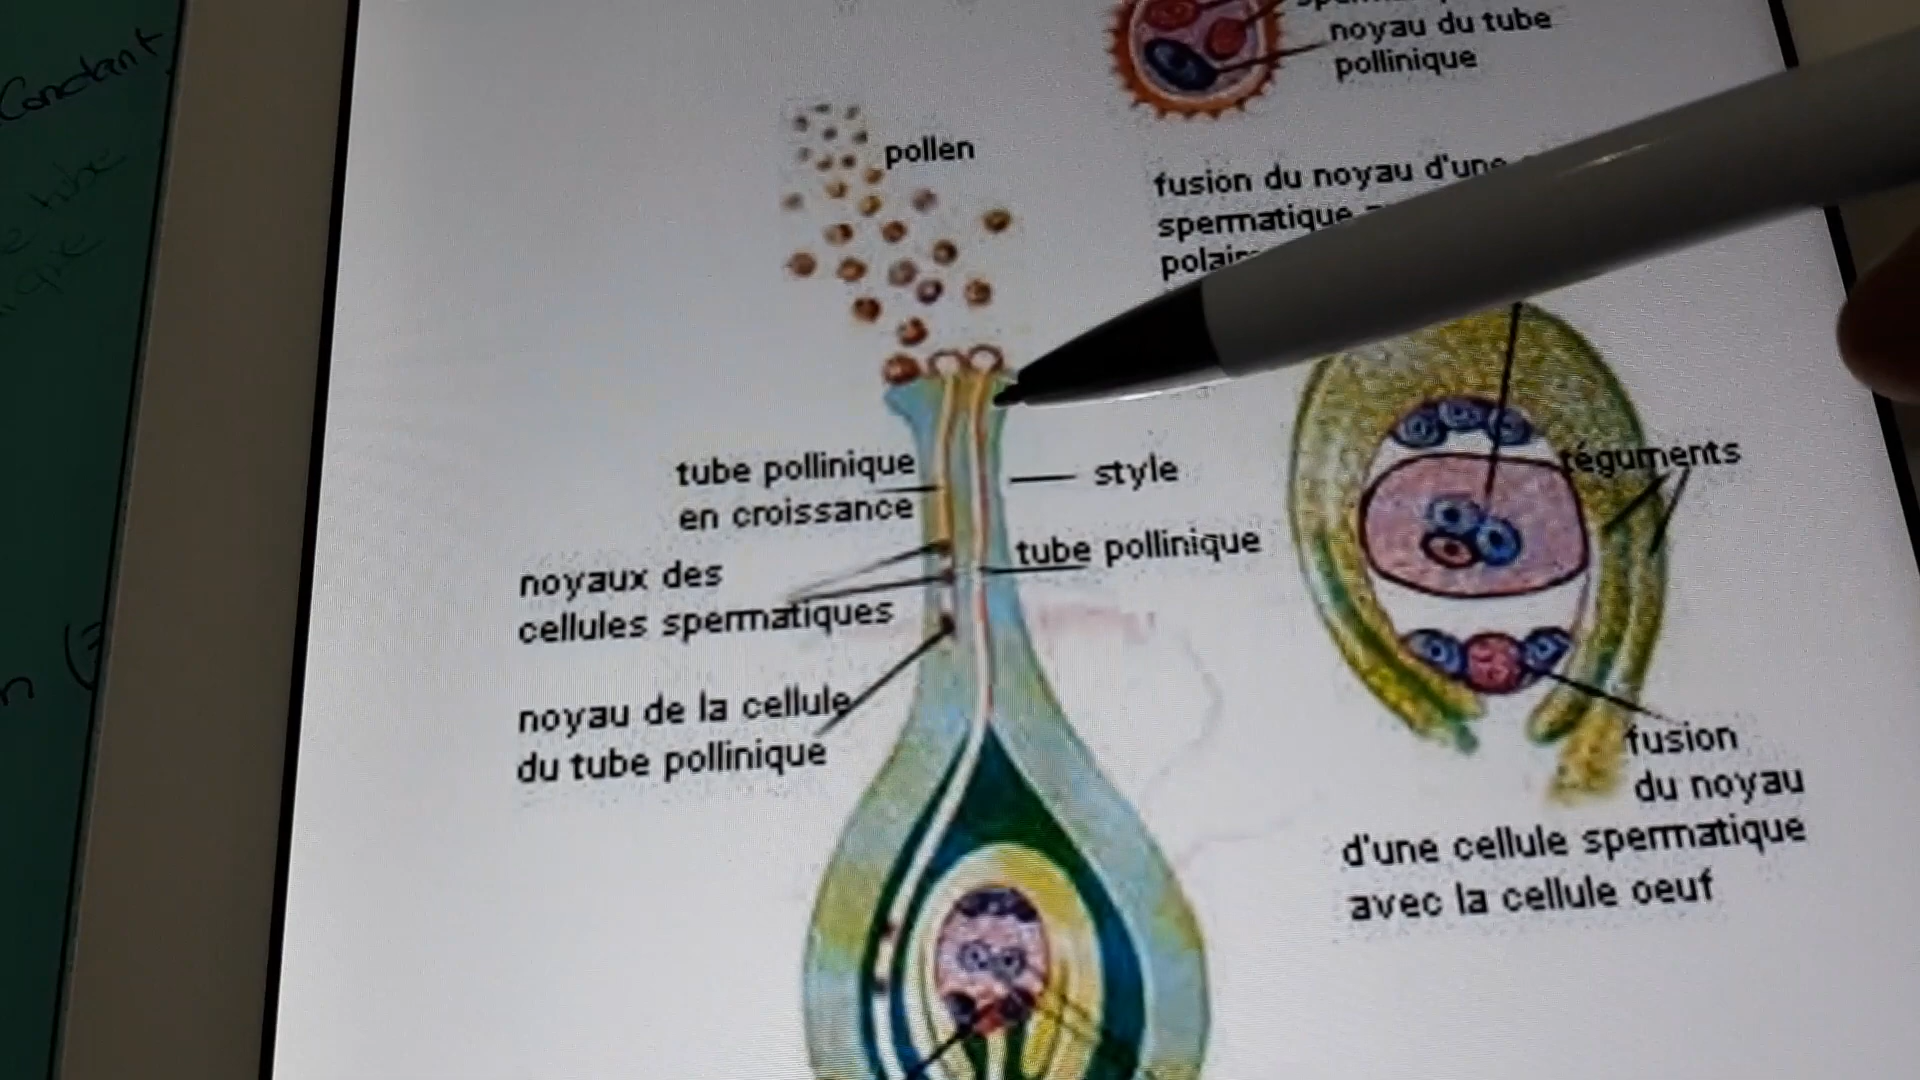 noyau du tube
pollinique
pollen
fusion du noyau d'une
spermatique
style
tube pollinique
en croissance
tube pollinique
noyaux des
cellules spermatiques
noyau de la cellule
du tube pollinique
téguments
fusion
du noyau
d'une cellule spermatique
avec la cellule oeuf
Constant
tube